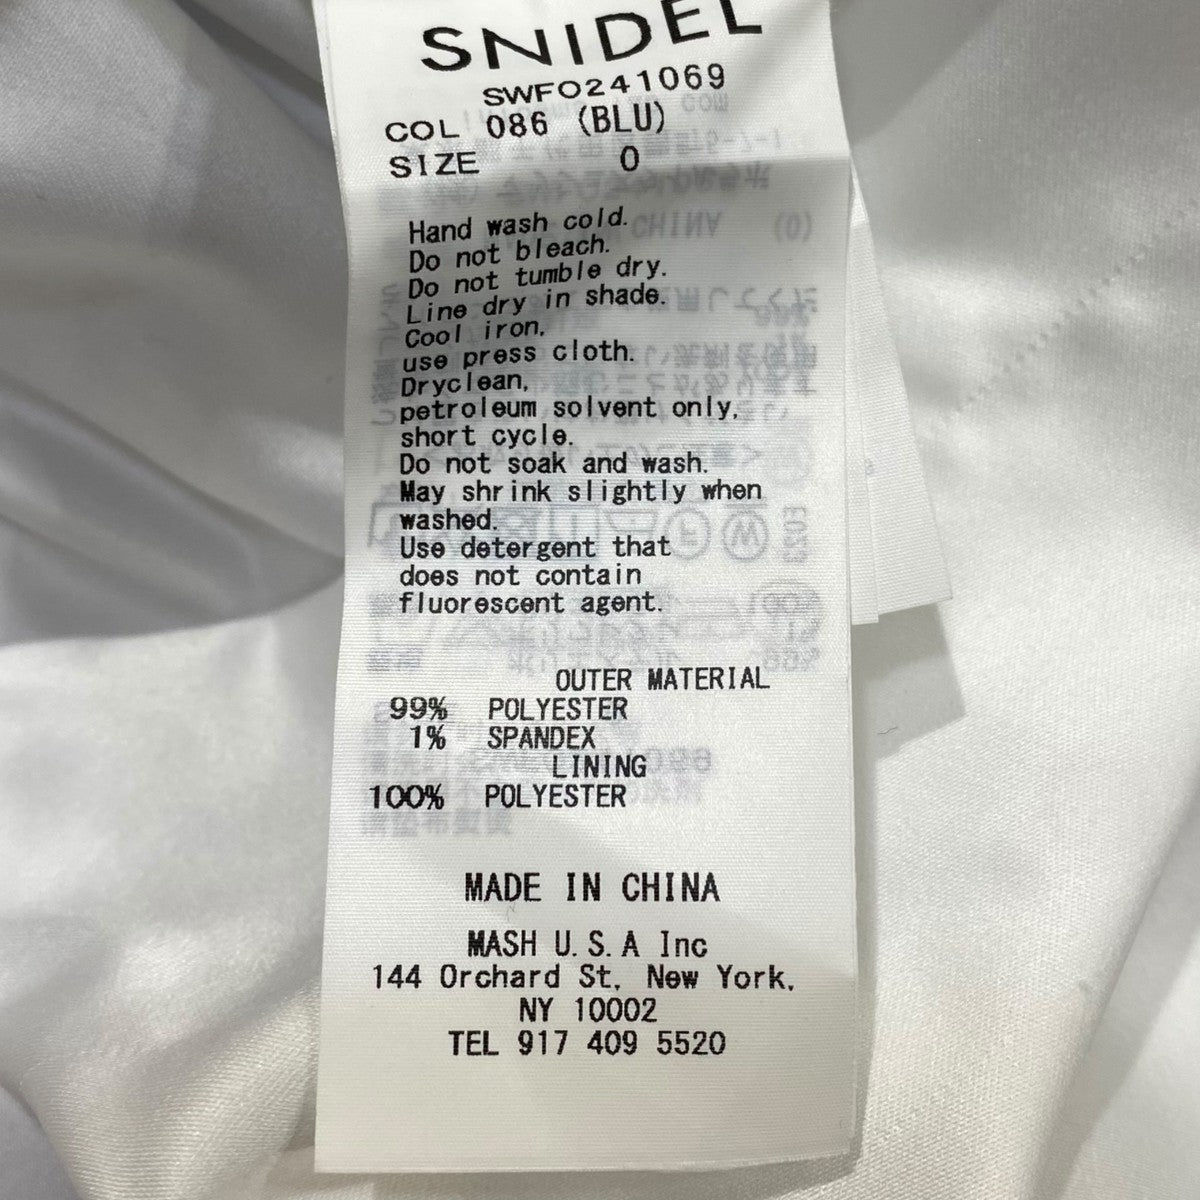 SNIDEL
SWFO241069
COL 086 (BLU)
SIZE 0
Hand wash cold.
Do not bleach.
Do not tumble dry.
Line dry in shade.
Cool iron,
use press cloth.
Dryclean,
petroleum solvent only,
short cycle.
Do not soak and wash.
May shrink slightly when
washed.
Use detergent that
does not contain
fluorescent agent.
OUTER MATERIAL
99% POLYESTER
1% SPANDEX
LINING
100% POLYESTER
MADE IN CHINA
MASH U.S.A Inc
144 Orchard St, New York,
NY 10002
TEL 917 409 5520